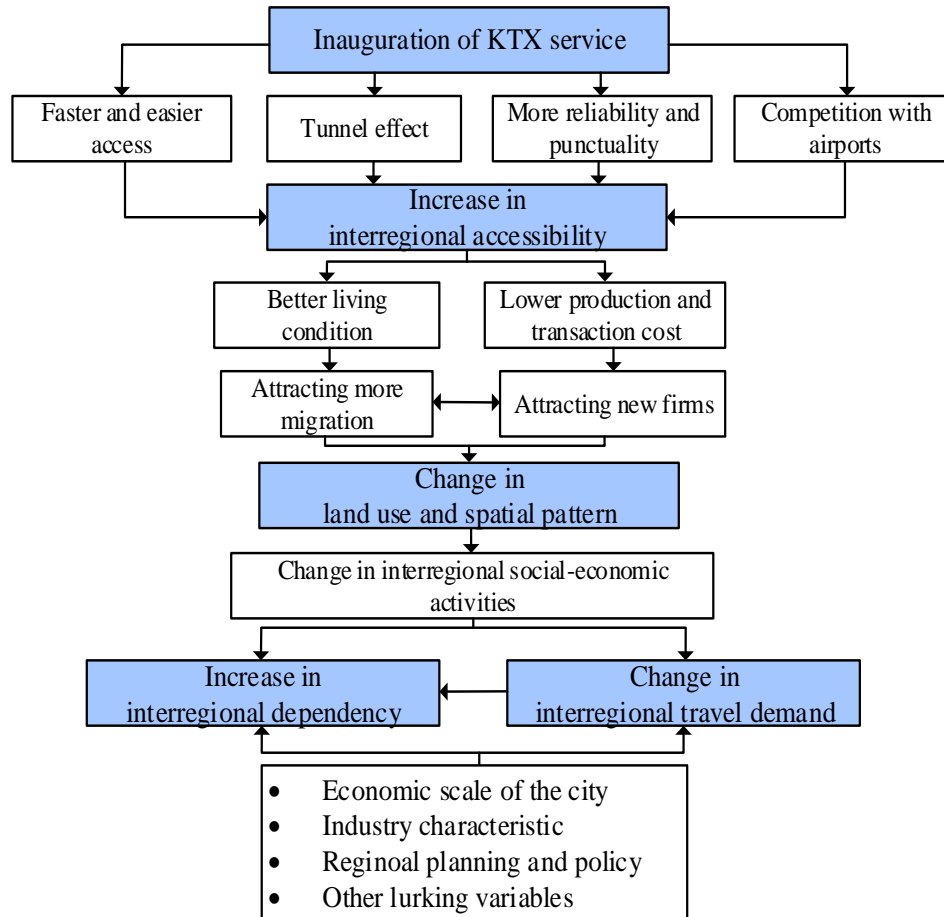 Inauguration of KTX service
Faster and easier
access
Tunnel effect
More reliability and
punctuality
Competition with
airports
Increase in
interregional accessibility
Better living
condition
Lower production and
transaction cost
Attracting more
migration
Attracting new firms
Change in
land use and spatial pattern
Change in interregional social-economic
activities
Increase in
interregional dependency
Change in
interregional travel demand
• Economic scale of the city
• Industry characteristic
• Reginoal planning and policy
• Other lurking variables